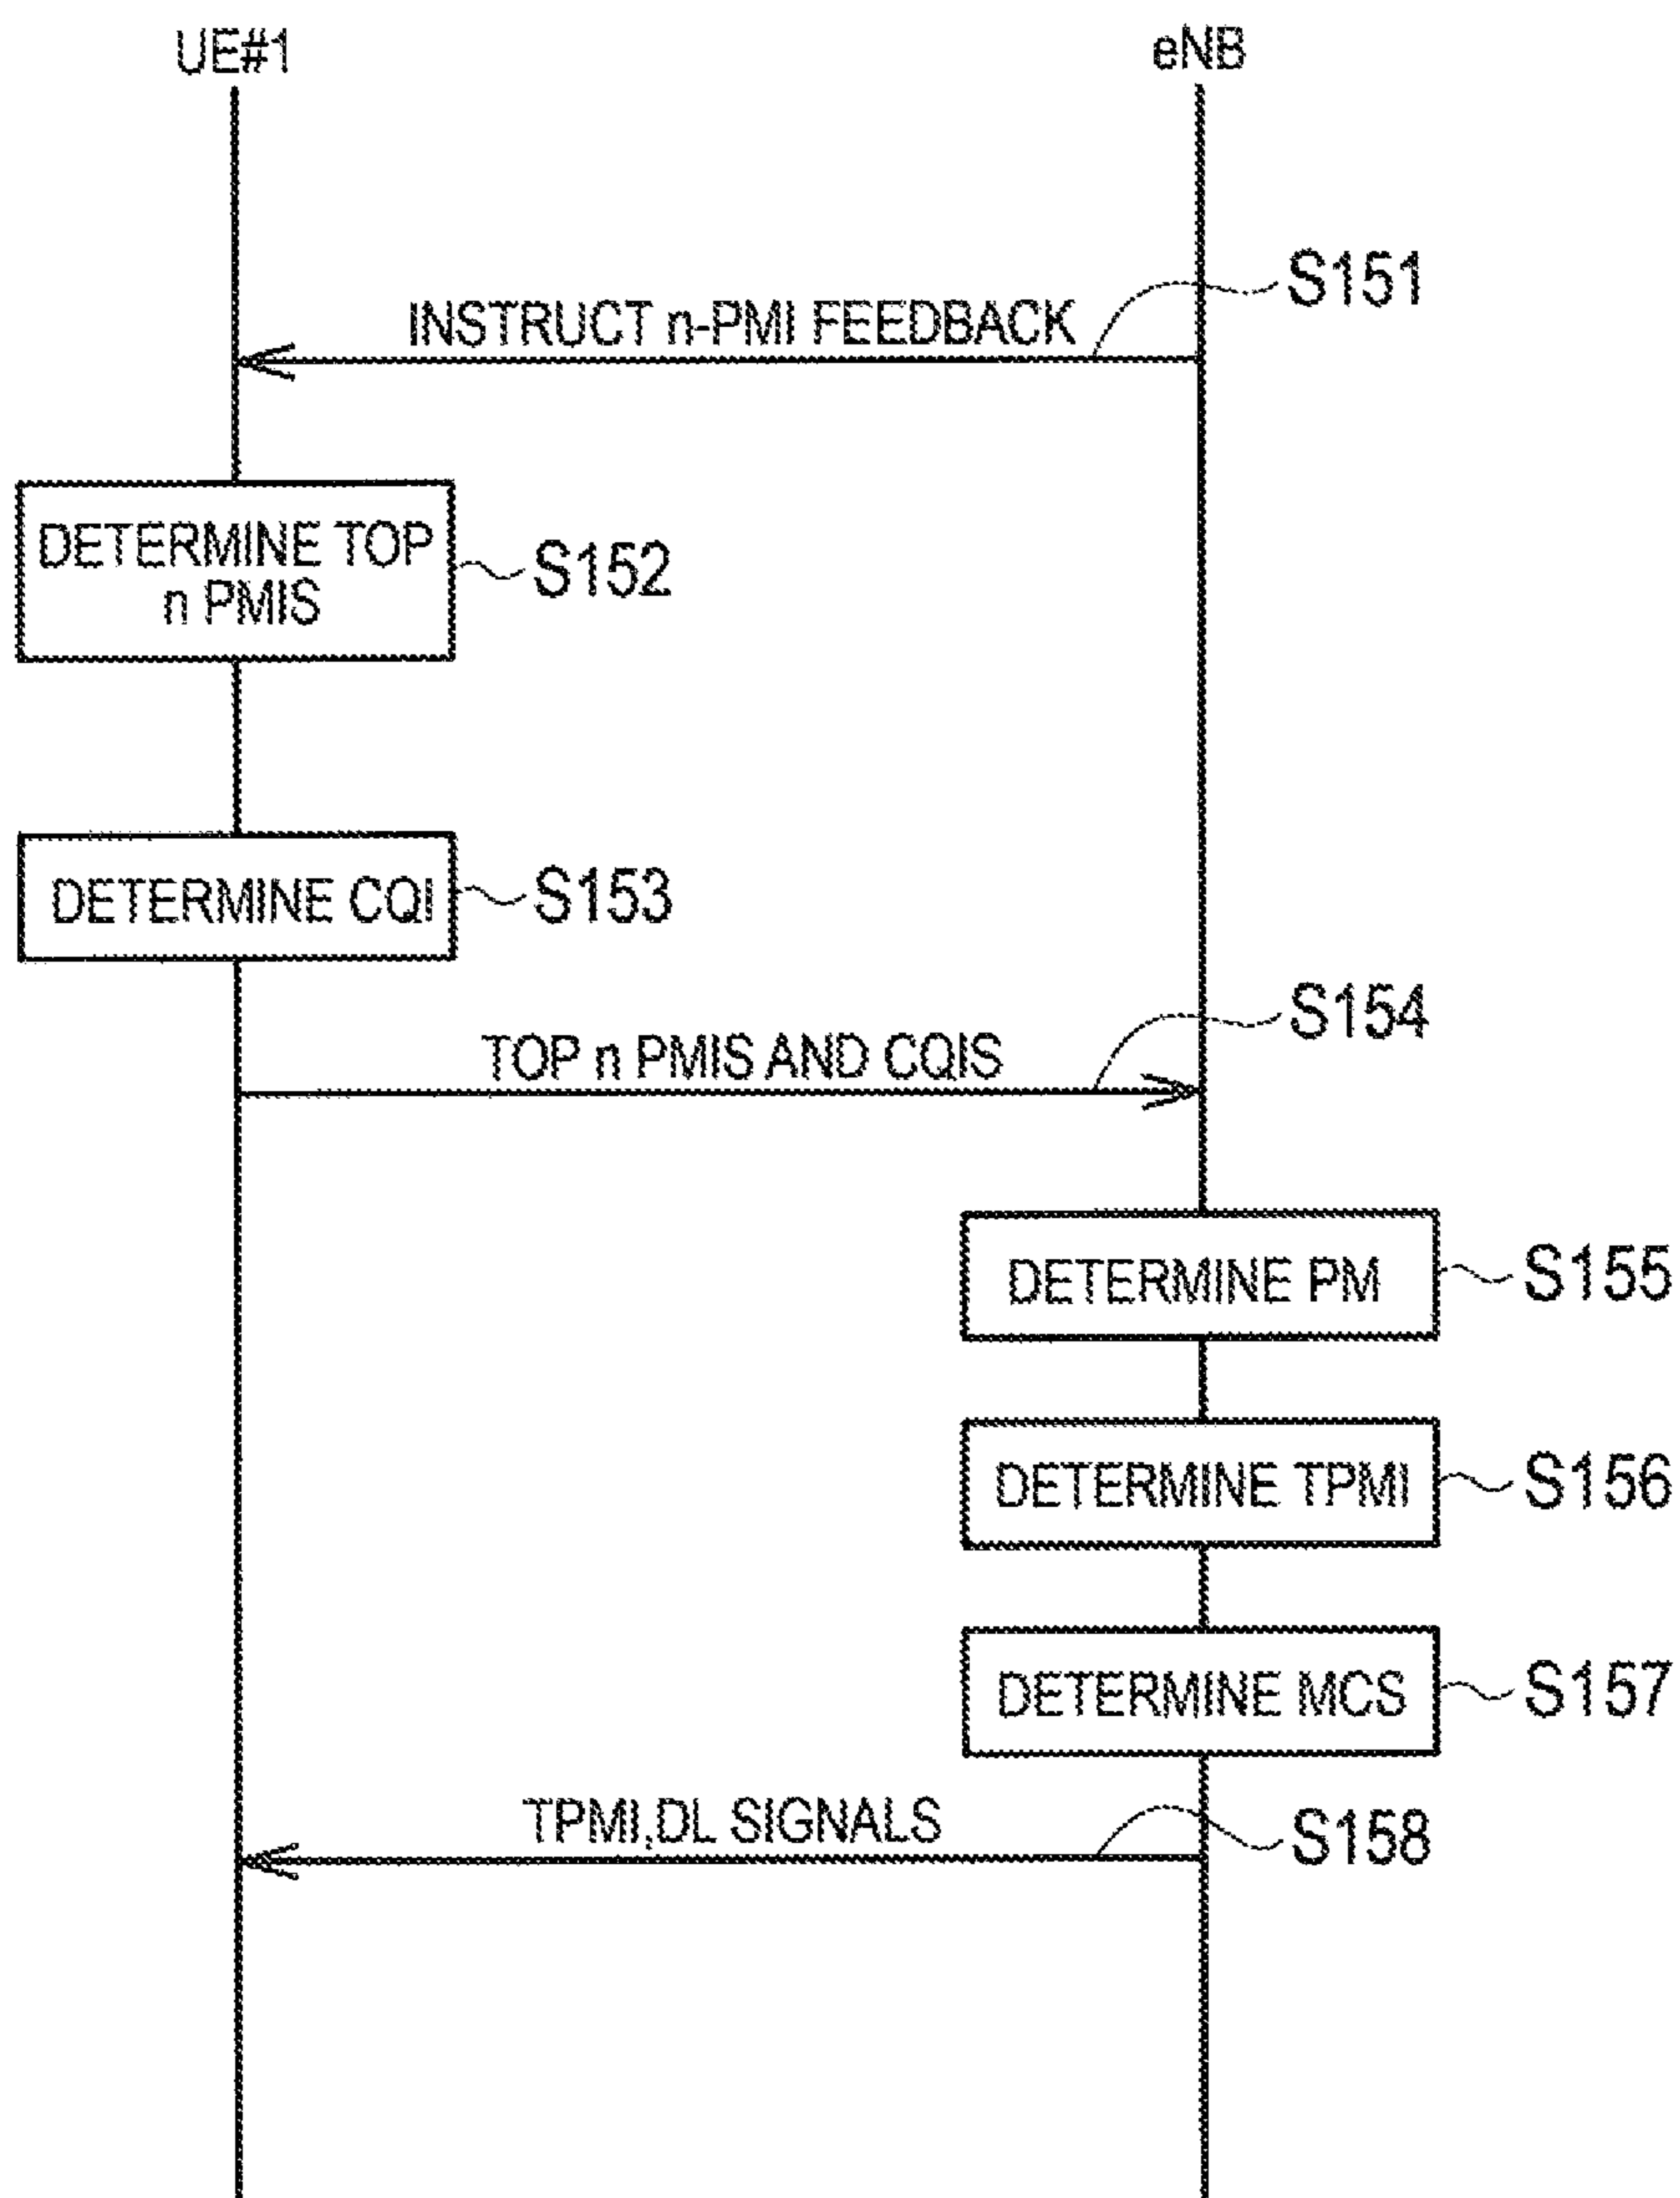 UE#1
eNB
S151
INSTRUCT n-PMI FEEDBACK
DETERMINE TOP
n PMIS
S152
DETERMINE CQI
S153
S154
TOP n PMIS AND CQIS
DETERMINE PM
S155
DETERMINE TPMI
S156
DETERMINE MCS
S157
TPMI,DL SIGNALS
S158